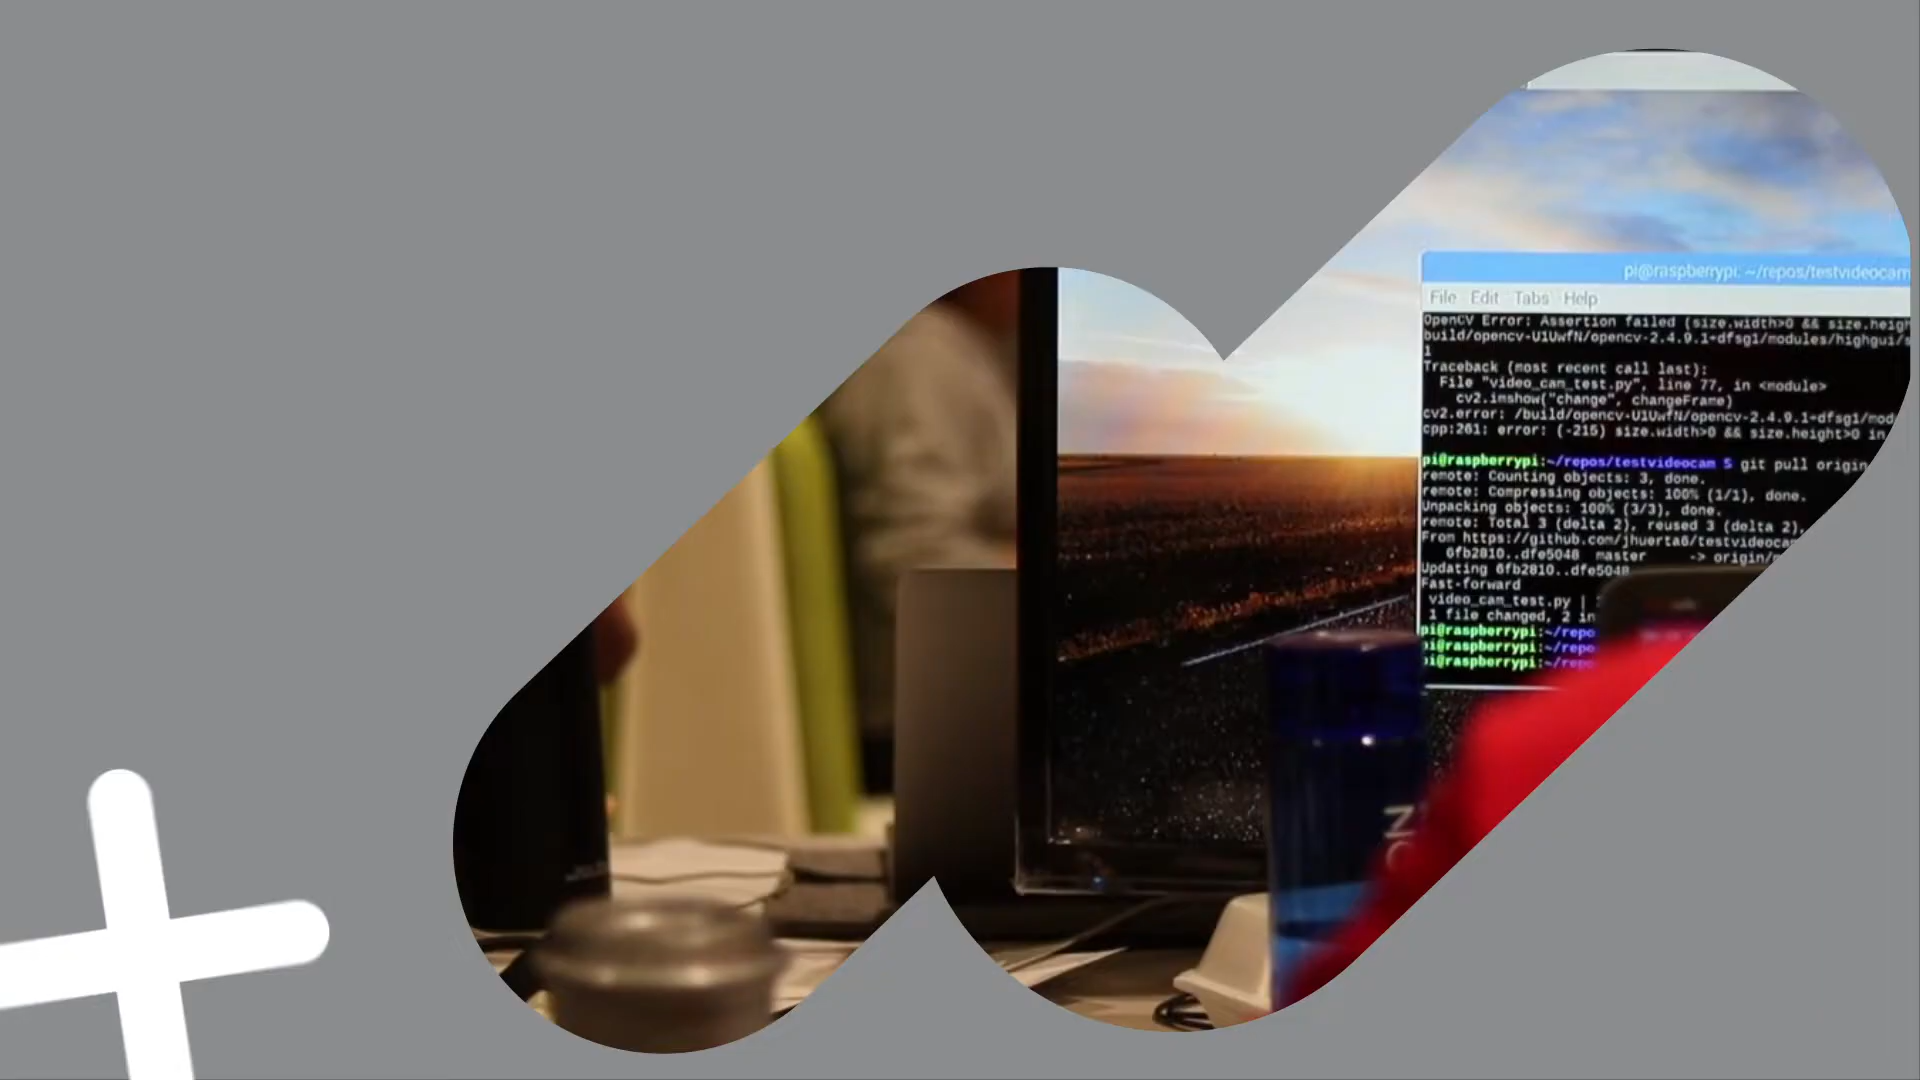 pi@raspberrypi: ~/repos/testvideocam
File Edit Tabs Help
OpenCV Error: Assertion failed (size.width>0 && size.heigh
build/opencv-U1UwfN/opencv-2.4.9.1+dfsg1/modules/highgui/s
1
Traceback (most recent call last):
File "video_cam_test.py", line 77, in <module>
cv2.imshow("change", changeFrame)
cv2.error: /build/opencv-U1UwfN/opencv-2.4.9.1+dfsg1/mod
cpp:261: error: (-215) size.width>0 && size.height>0 in
pi@raspberrypi:~/repos/testvideocam $ git pull origin
remote: Counting objects: 3, done.
remote: Compressing objects: 100% (1/1), done.
Unpacking objects: 100% (3/3), done.
remote: Total 3 (delta 2), reused 3 (delta 2),
From https://github.com/jhuerta6/testvideocam
6fb2810..dfe5048 master -> origin/m
Updating 6fb2810..dfe5048
Fast-forward
video_cam_test.py |
1 file changed, 2 in
pi@raspberrypi:~/repo
pi@raspberrypi:~/repo
pi@raspberrypi:~/repo